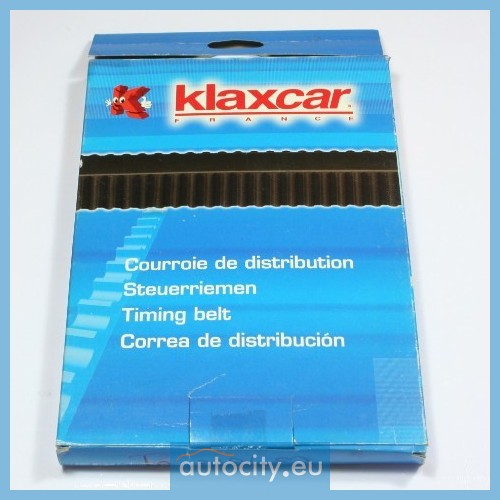 klaxcar
FRANCE
Courroie de distribution
Steuerriemen
Timing belt
Correa de distribución
autocity.eu